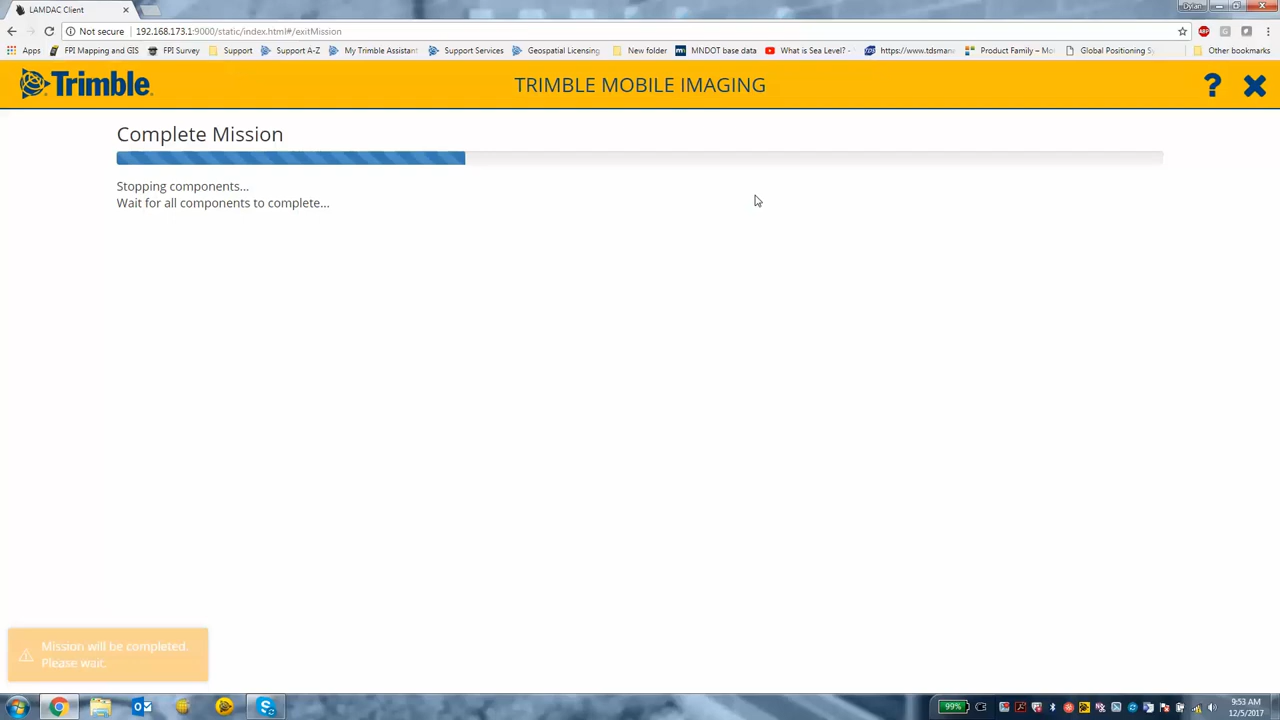 LAMDAC Client
Dylan
Not secure
192.168.173.1:9000/static/index.html#/exitMission
Apps
FPI Mapping and GIS
FPI Survey
Support
Support A-Z
My Trimble Assistant
Support Services
Geospatial Licensing
New folder
MNDOT base data
What is Sea Level? -
https://www.tdsman
Product Family – Mo
Global Positioning Sy
Other bookmarks
Trimble
TRIMBLE MOBILE IMAGING
?
Complete Mission
Stopping components...
Wait for all components to complete...
Mission will be completed.
Please wait.
99%
9:53 AM
12/5/2017